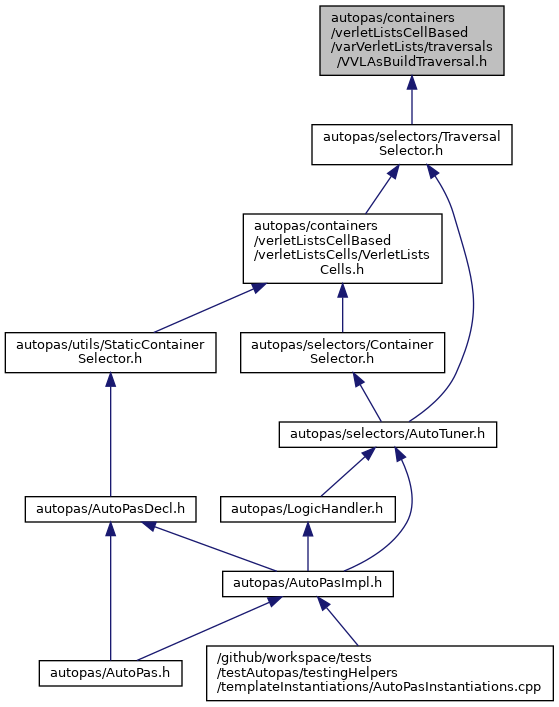 autopas/containers
/verletListsCellBased
/varVerletLists/traversals
/VVLAsBuildTraversal.h
autopas/selectors/Traversal
Selector.h
autopas/containers
/verletListsCellBased
/verletListsCells/VerletLists
Cells.h
autopas/utils/StaticContainer
Selector.h
autopas/selectors/Container
Selector.h
autopas/selectors/AutoTuner.h
autopas/AutoPasDecl.h
autopas/LogicHandler.h
autopas/AutoPasImpl.h
autopas/AutoPas.h
/github/workspace/tests
/testAutopas/testingHelpers
/templateInstantiations/AutoPasInstantiations.cpp